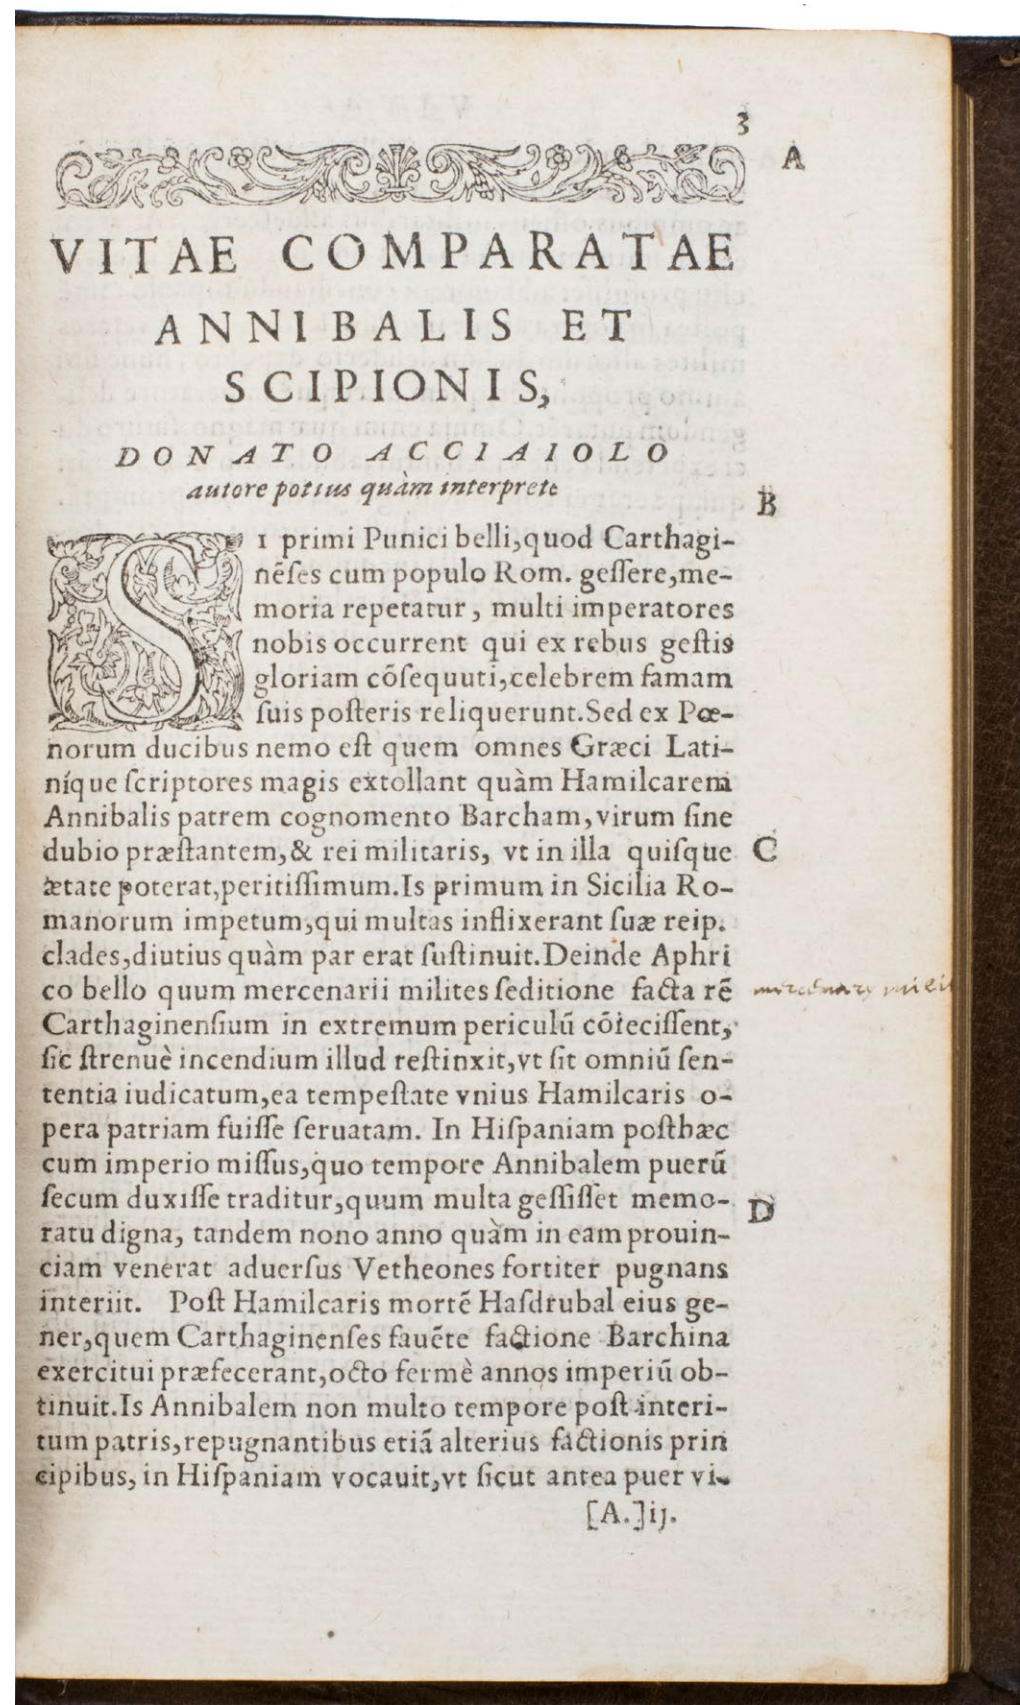 3
A
VITAE COMPARATAE
ANNIBALIS ET
SCIPIONIS,
DONATO ACCIAIOLO
autore potius quàm interprete
B
SI primi Punici belli,quod Carthagi-
nẽſes cum populo Rom. geſſere,me-
moria repetatur, multi imperatores
nobis occurrent qui ex rebus geſtis
gloriam cõſequuti,celebrem famam
ſuis poſteris reliquerunt.Sed ex Pœ-
norum ducibus nemo eſt quem omnes Græci Lati-
níque ſcriptores magis extollant quàm Hamilcarem
Annibalis patrem cognomento Barcham,virum ſine
dubio præſtantem,& rei militaris, vt in illa quiſque
C
ætate poterat,peritiſſimum.Is primum in Sicilia Ro-
manorum impetum,qui multas inflixerant ſuæ reip.
clades,diutius quàm par erat ſuſtinuit.Deinde Aphri
co bello quum mercenarii milites ſeditione facta rẽ
mercenary
Carthaginenſium in extremum periculũ cõieciſſent,
ſic ſtrenuè incendium illud reſtinxit,vt ſit omniũ ſen-
tentia iudicatum,ea tempeſtate vnius Hamilcaris o-
pera patriam fuiſſe ſeruatam. In Hiſpaniam poſthæc
cum imperio miſſus,quo tempore Annibalem puerũ
ſecum duxiſſe traditur,quum multa geſſiſſet memo-
D
ratu digna, tandem nono anno quàm in eam prouin-
ciam venerat aduerſus Vetheones fortiter pugnans
interiit. Poſt Hamilcaris mortẽ Haſdrubal eius ge-
ner,quem Carthaginenſes fauẽte factione Barchina
exercitui præfecerant,octo fermè annos imperiũ ob-
tinuit.Is Annibalem non multo tempore poſt interi-
tum patris,repugnantibus etiã alterius factionis prin
cipibus, in Hiſpaniam vocauit,vt ſicut antea puer vi-
[A.]ij.